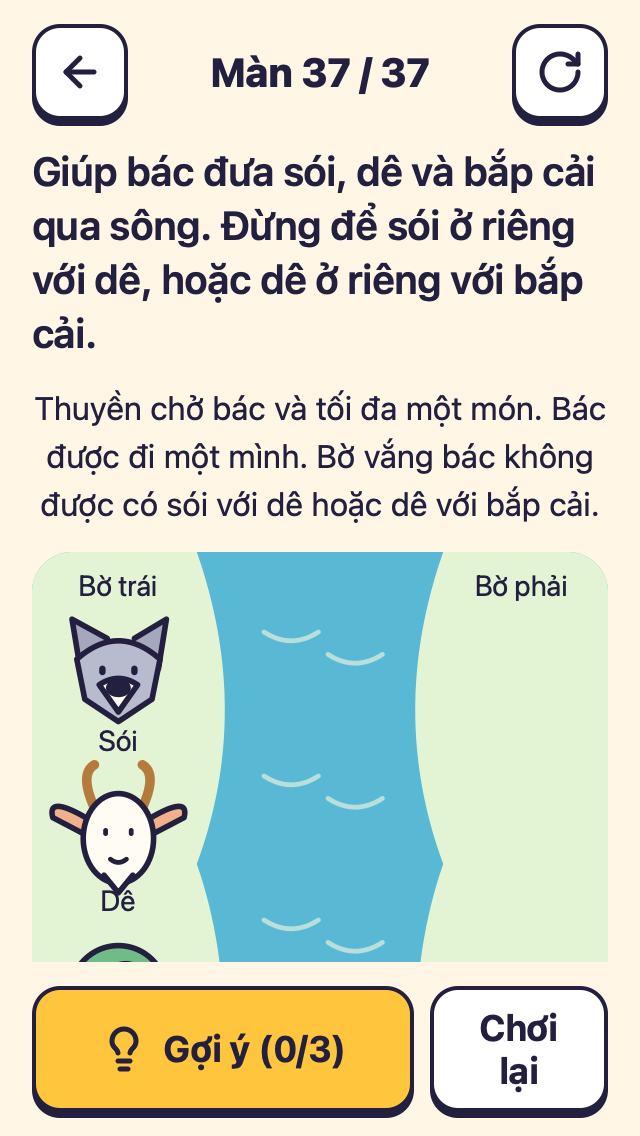 Màn 37 / 37
Giúp bác đưa sói, dê và bắp cải
qua sông. Đừng để sói ở riêng
với dê, hoặc dê ở riêng với bắp
cải.
Thuyền chở bác và tối đa một món. Bác
được đi một mình. Bờ vắng bác không
được có sói với dê hoặc dê với bắp cải.
Bờ trái
Bờ phải
Sói
Dê
Gợi ý (0/3)
Chơi
lại